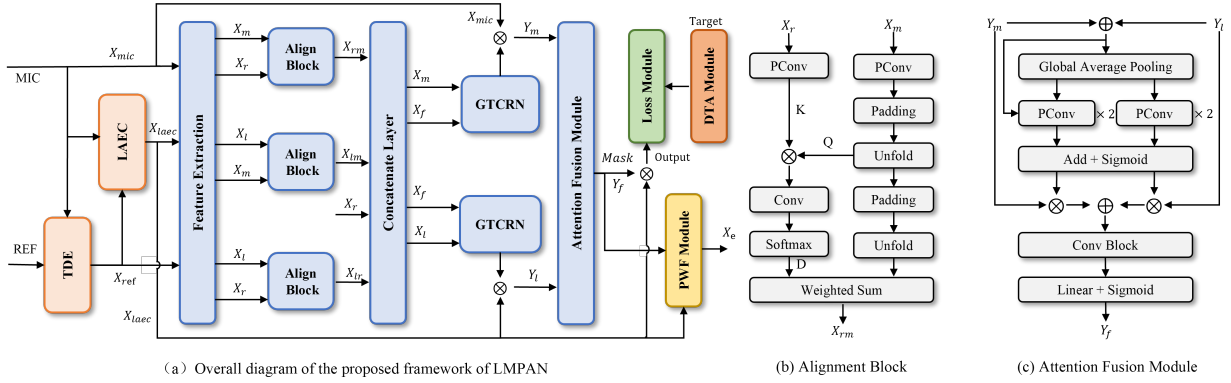 X_mic
MIC
REF
TDE
LAEC
X_laec
X_ref
X_laec
Feature Extraction
X_m
X_r
X_l
X_m
X_l
X_r
Align
Block
Align
Block
Align
Block
X_rm
X_lm
X_r
X_lr
Concatenate Layer
X_m
X_f
X_f
X_l
GTCRN
GTCRN
X_mic
Y_m
Y_l
Attention Fusion Module
Mask
Y_f
Loss Module
Output
Target
DTA Module
PWF Module
X_e
(a) Overall diagram of the proposed framework of LMPAN
X_r
X_m
PConv
PConv
Padding
K
Q
Unfold
Conv
Padding
Softmax
Unfold
D
Weighted Sum
X_rm
(b) Alignment Block
Y_m
Y_l
Global Average Pooling
PConv × 2
PConv × 2
Add + Sigmoid
Conv Block
Linear + Sigmoid
Y_f
(c) Attention Fusion Module